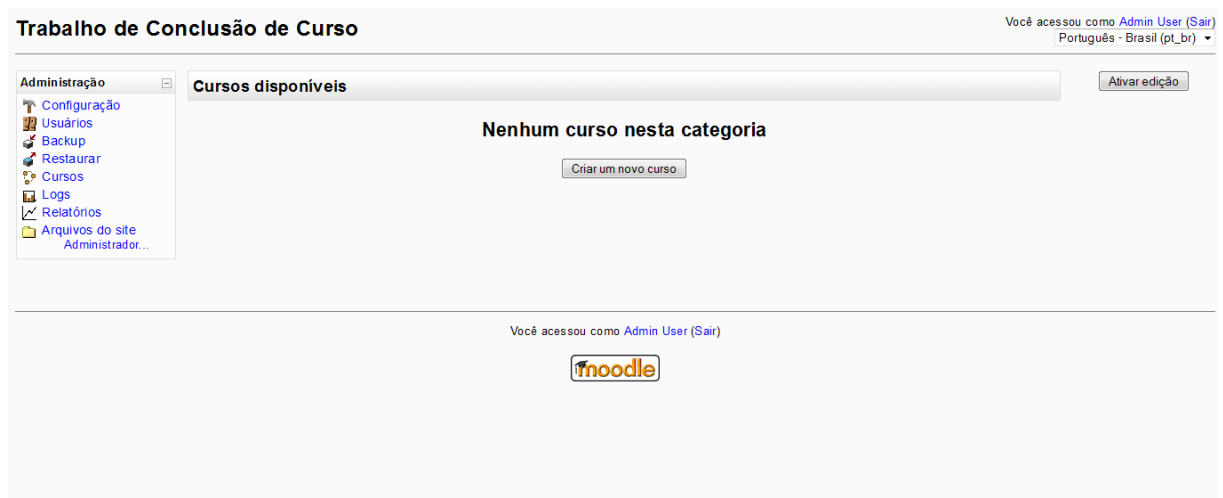 Trabalho de Conclusão de Curso
Você acessou como Admin User (Sair)
Português - Brasil (pt_br)
Administração
Configuração
Usuários
Backup
Restaurar
Cursos
Logs
Relatórios
Arquivos do site
Administrador...
Cursos disponíveis
Ativar edição
Nenhum curso nesta categoria
Criar um novo curso
Você acessou como Admin User (Sair)
moodle